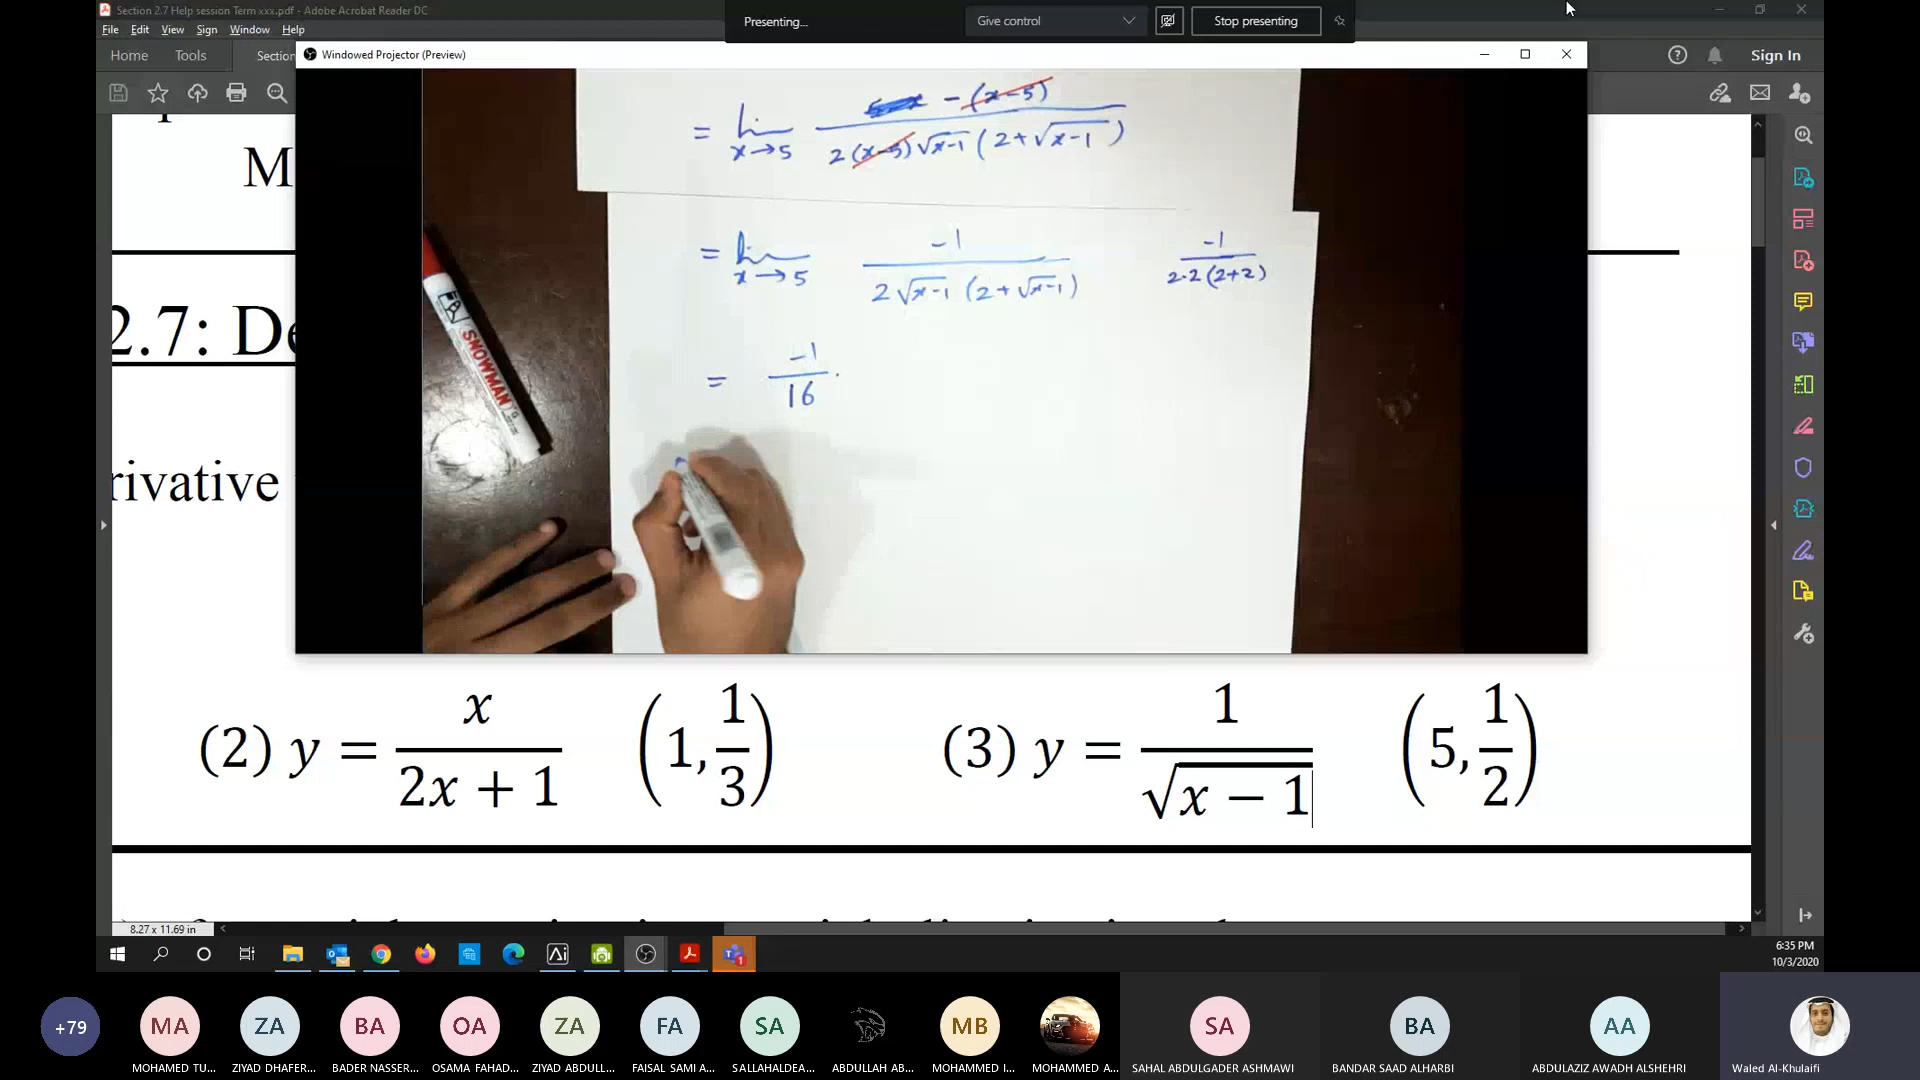 Section 2.7 Help session Term xxx.pdf - Adobe Acrobat Reader DC
File Edit View Sign Window Help
Presenting...
Give control
Stop presenting
Home Tools Section
Sign In
Windowed Projector (Preview)
= lim x→5 -(x-5) / 2(x-5)√x-1 (2+√x-1)
M
= lim x→5 -1 / 2√x-1 (2+√x-1)
-1 / 2·2(2+2)
2.7: De
= -1/16.
SNOWMAN
rivative
(2) y = x / 2x + 1 (1, 1/3) (3) y = 1 / √x − 1 (5, 1/2)
8.27 x 11.69 in
6:35 PM
10/3/2020
+79 MA ZA BA OA ZA FA SA MB SA BA AA
MOHAMED TU... ZIYAD DHAFER... BADER NASSER... OSAMA FAHAD... ZIYAD ABDULL... FAISAL SAMI A... SALLAHALDEA... ABDULLAH AB... MOHAMMED I... MOHAMMED A... SAHAL ABDULGADER ASHMAWI BANDAR SAAD ALHARBI ABDULAZIZ AWADH ALSHEHRI Waled Al-Khulaifi